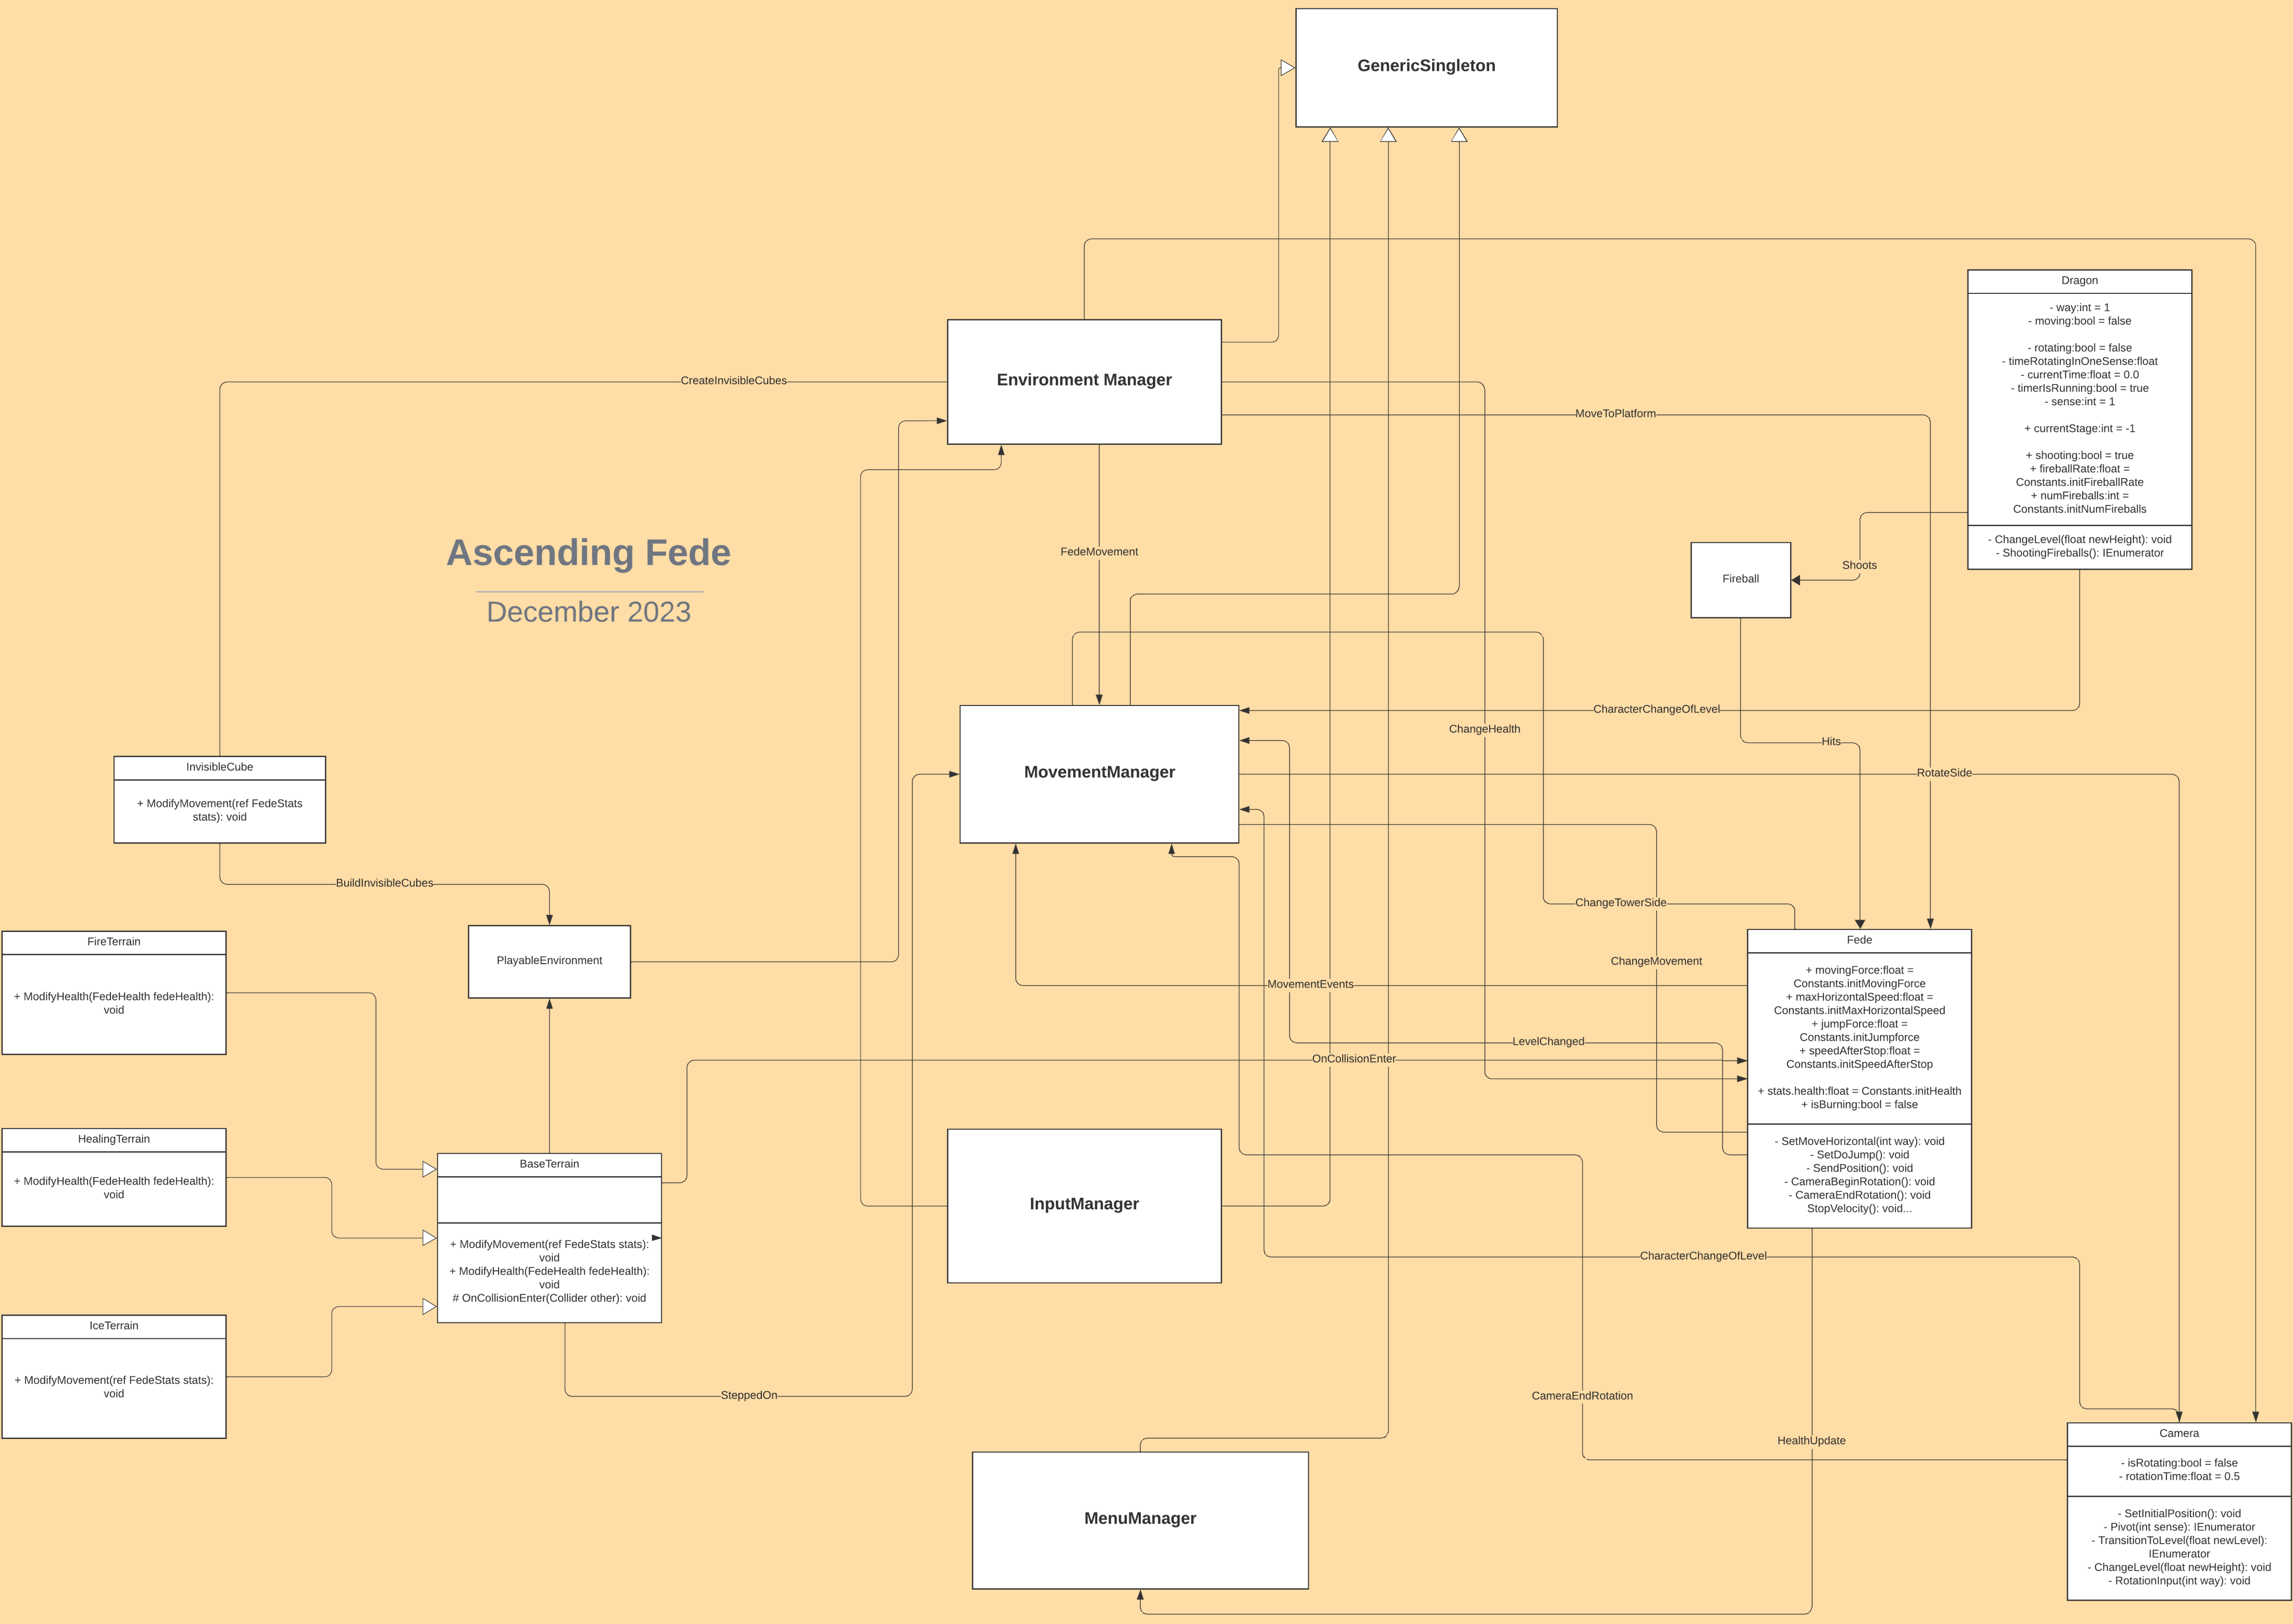 GenericSingleton
Environment Manager
CreateInvisibleCubes
MoveToPlatform
Dragon
- way:int = 1
- moving:bool = false
- rotating:bool = false
- timeRotatingInOneSense:float
- currentTime:float = 0.0
- timerIsRunning:bool = true
- sense:int = 1
+ currentStage:int = -1
+ shooting:bool = true
+ fireballRate:float =
Constants.initFireballRate
+ numFireballs:int =
Constants.initNumFireballs
- ChangeLevel(float newHeight): void
- ShootingFireballs(): IEnumerator
Ascending Fede
December 2023
FedeMovement
Shoots
Fireball
CharacterChangeOfLevel
ChangeHealth
Hits
MovementManager
RotateSide
InvisibleCube
+ ModifyMovement(ref FedeStats
stats): void
BuildInvisibleCubes
ChangeTowerSide
PlayableEnvironment
ChangeMovement
MovementEvents
LevelChanged
OnCollisionEnter
FireTerrain
+ ModifyHealth(FedeHealth fedeHealth):
void
HealingTerrain
+ ModifyHealth(FedeHealth fedeHealth):
void
IceTerrain
+ ModifyMovement(ref FedeStats stats):
void
BaseTerrain
+ ModifyMovement(ref FedeStats stats):
void
+ ModifyHealth(FedeHealth fedeHealth):
void
# OnCollisionEnter(Collider other): void
SteppedOn
InputManager
Fede
+ movingForce:float =
Constants.initMovingForce
+ maxHorizontalSpeed:float =
Constants.initMaxHorizontalSpeed
+ jumpForce:float =
Constants.initJumpforce
+ speedAfterStop:float =
Constants.initSpeedAfterStop
+ stats.health:float = Constants.initHealth
+ isBurning:bool = false
- SetMoveHorizontal(int way): void
- SetDoJump(): void
- SendPosition(): void
- CameraBeginRotation(): void
- CameraEndRotation(): void
StopVelocity(): void...
CharacterChangeOfLevel
CameraEndRotation
HealthUpdate
MenuManager
Camera
- isRotating:bool = false
- rotationTime:float = 0.5
- SetInitialPosition(): void
- Pivot(int sense): IEnumerator
- TransitionToLevel(float newLevel):
IEnumerator
- ChangeLevel(float newHeight): void
- RotationInput(int way): void